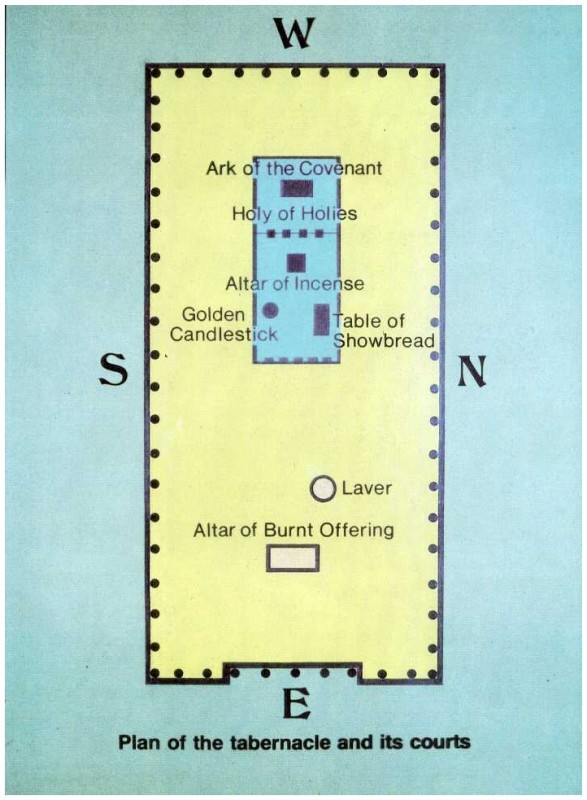 W
Ark of the Covenant
Holy of Holies
Altar of Incense
Golden
Candlestick
Table of
Showbread
S
N
Laver
Altar of Burnt Offering
E
Plan of the tabernacle and its courts